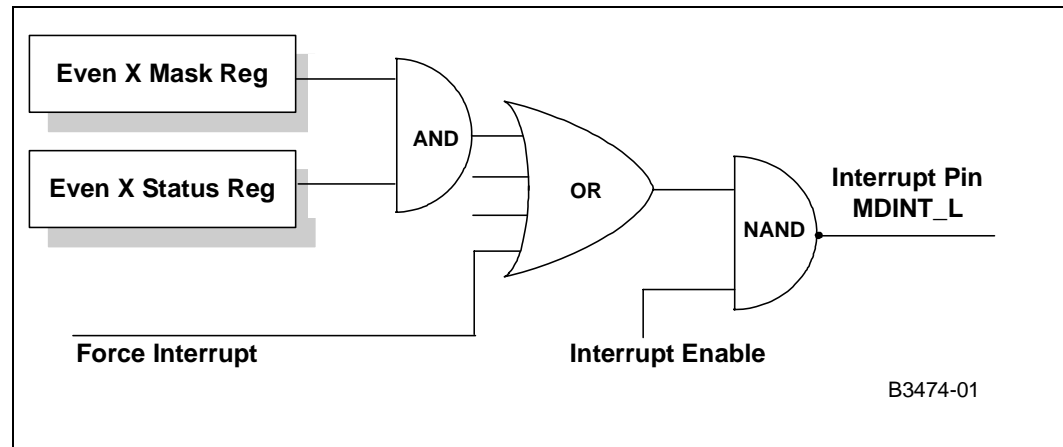 Even X Mask Reg
AND
Even X Status Reg
OR
NAND
Interrupt Pin
MDINT_L
Force Interrupt
Interrupt Enable
B3474-01